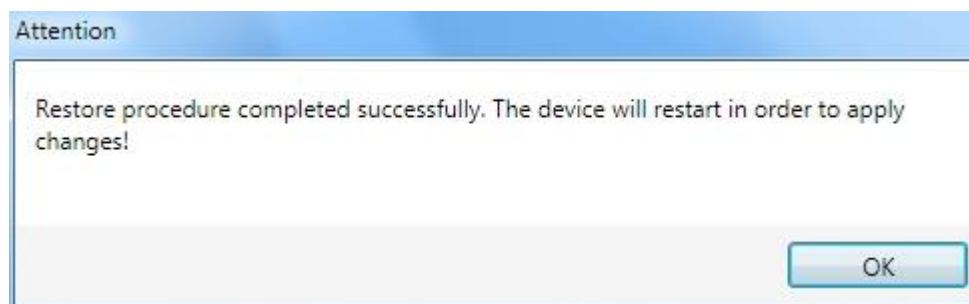 Attention
Restore procedure completed successfully. The device will restart in order to apply
changes!
OK